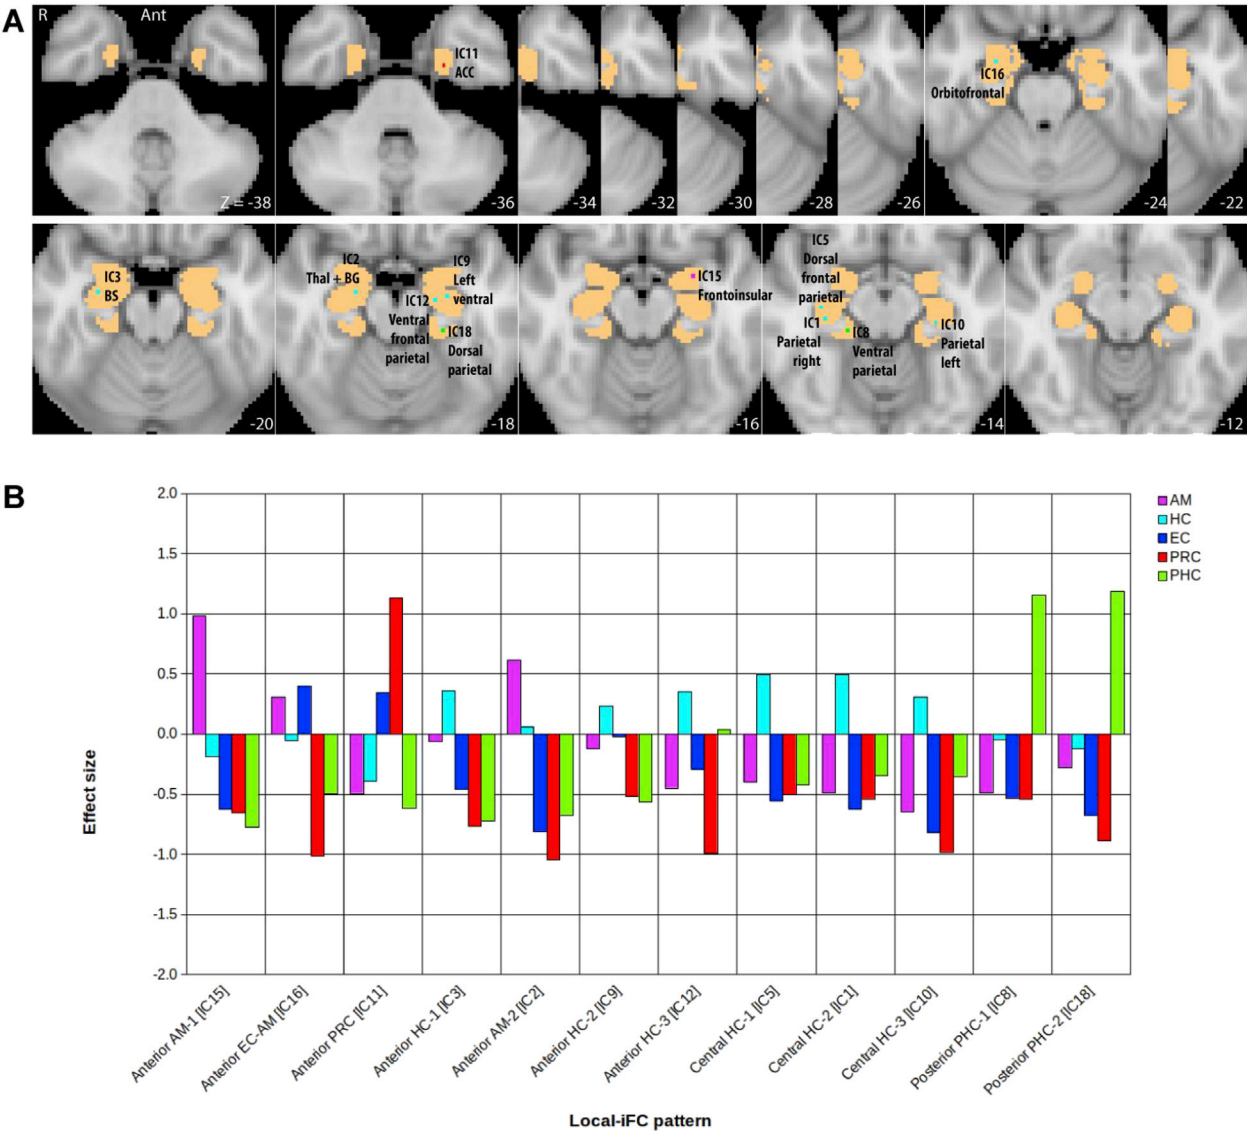 A
R
Ant
Z = -38
IC11
ACC
-36
-34
-32
-30
-28
-26
IC16
Orbitofrontal
-24
-22
IC3
BS
-20
IC2
Thal + BG
IC9
Left
ventral
IC12
Ventral
frontal
parietal
IC18
Dorsal
parietal
-18
IC15
Frontoinsular
-16
IC5
Dorsal
frontal
parietal
IC1
Parietal
right
IC8
Ventral
parietal
IC10
Parietal
left
-14
-12
B
2.0
1.5
1.0
0.5
0.0
-0.5
-1.0
-1.5
-2.0
Effect size
AM
HC
EC
PRC
PHC
Anterior AM-1 [IC15]
Anterior EC-AM [IC16]
Anterior PRC [IC11]
Anterior HC-1 [IC3]
Anterior AM-2 [IC2]
Anterior HC-2 [IC9]
Anterior HC-3 [IC12]
Central HC-1 [IC5]
Central HC-2 [IC1]
Central HC-3 [IC10]
Posterior PHC-1 [IC8]
Posterior PHC-2 [IC18]
Local-iFC pattern